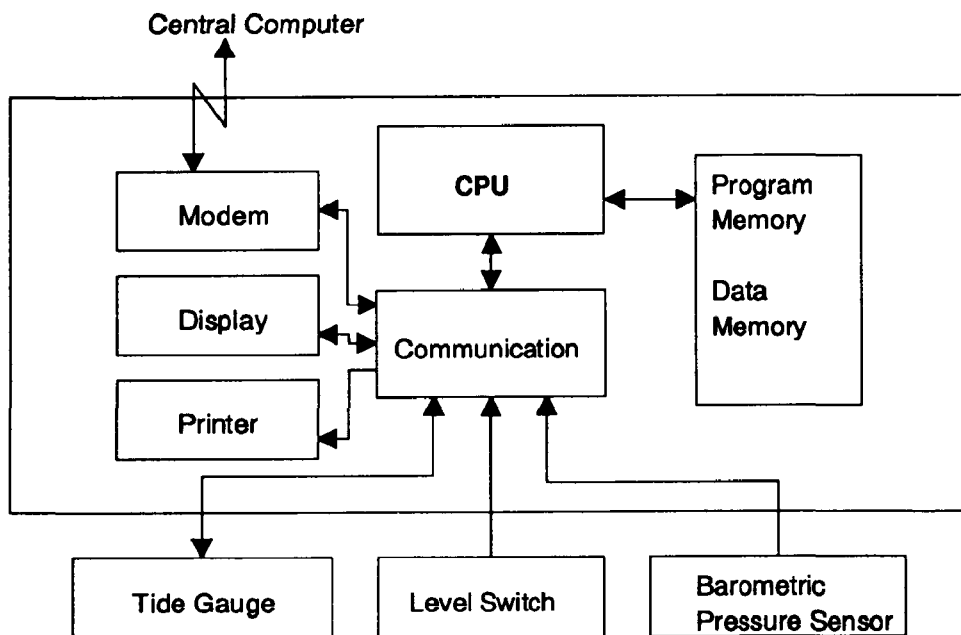 Central Computer
CPU
Program
Memory
Data
Memory
Modem
Display
Communication
Printer
Tide Gauge
Level Switch
Barometric
Pressure Sensor